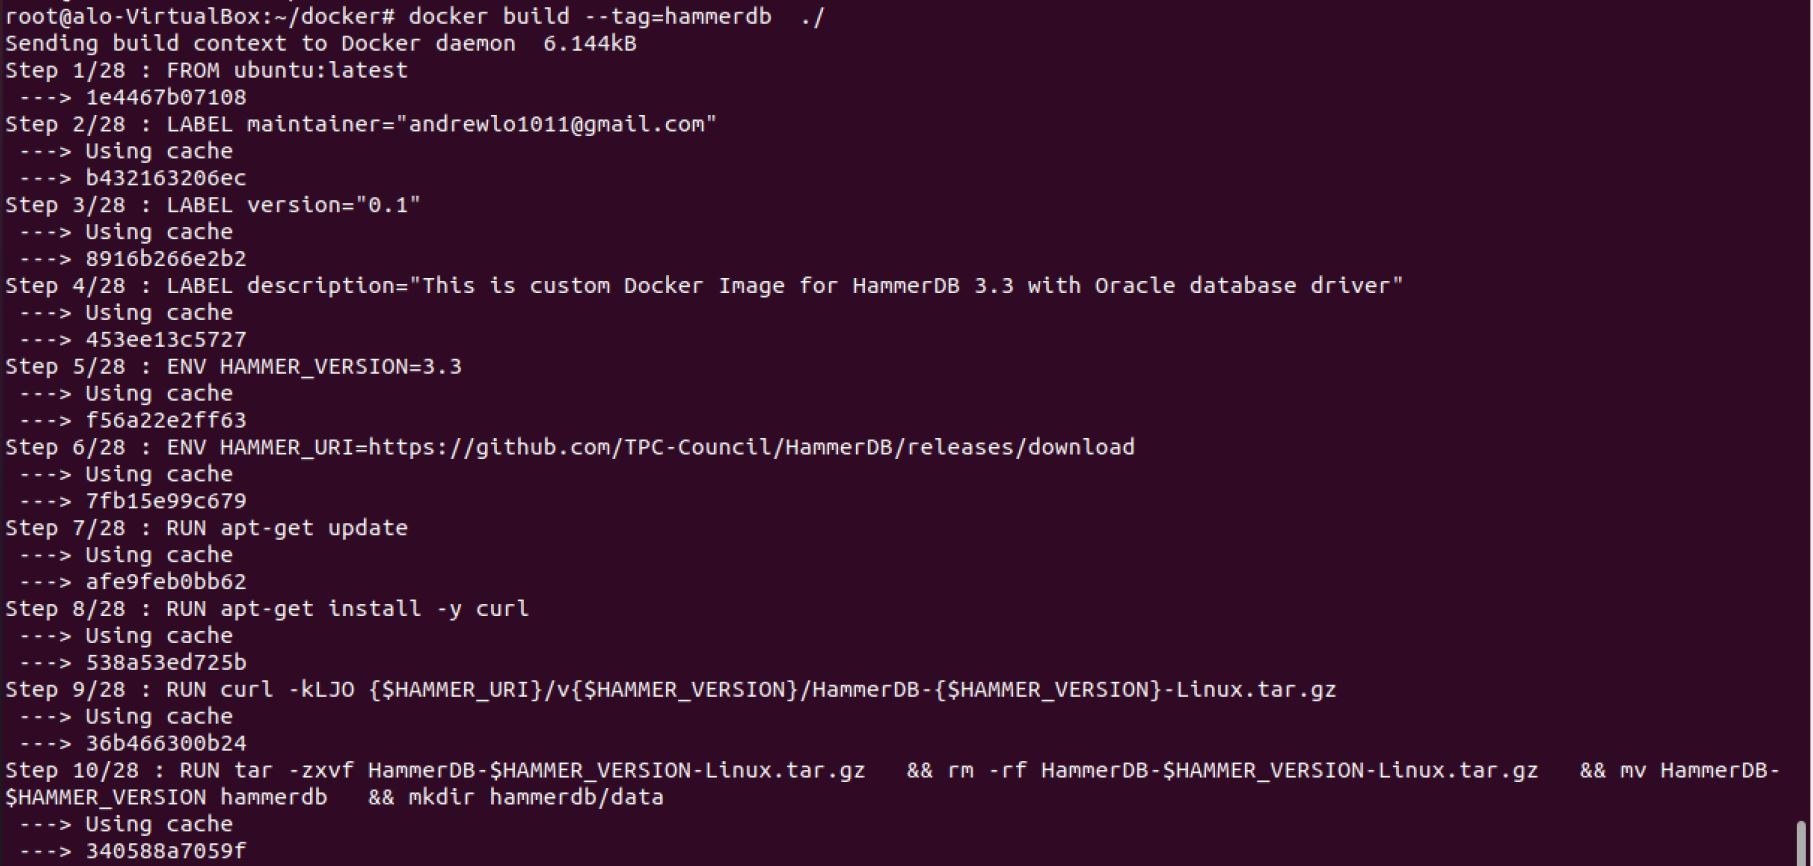 root@alo-VirtualBox:~/docker# docker build --tag=hammerdb  ./
Sending build context to Docker daemon  6.144kB
Step 1/28 : FROM ubuntu:latest
 ---> 1e4467b07108
Step 2/28 : LABEL maintainer="andrewlo1011@gmail.com"
 ---> Using cache
 ---> b432163206ec
Step 3/28 : LABEL version="0.1"
 ---> Using cache
 ---> 8916b266e2b2
Step 4/28 : LABEL description="This is custom Docker Image for HammerDB 3.3 with Oracle database driver"
 ---> Using cache
 ---> 453ee13c5727
Step 5/28 : ENV HAMMER_VERSION=3.3
 ---> Using cache
 ---> f56a22e2ff63
Step 6/28 : ENV HAMMER_URI=https://github.com/TPC-Council/HammerDB/releases/download
 ---> Using cache
 ---> 7fb15e99c679
Step 7/28 : RUN apt-get update
 ---> Using cache
 ---> afe9feb0bb62
Step 8/28 : RUN apt-get install -y curl
 ---> Using cache
 ---> 538a53ed725b
Step 9/28 : RUN curl -kLJO {$HAMMER_URI}/v{$HAMMER_VERSION}/HammerDB-{$HAMMER_VERSION}-Linux.tar.gz
 ---> Using cache
 ---> 36b466300b24
Step 10/28 : RUN tar -zxvf HammerDB-$HAMMER_VERSION-Linux.tar.gz   && rm -rf HammerDB-$HAMMER_VERSION-Linux.tar.gz   && mv HammerDB-
$HAMMER_VERSION hammerdb   && mkdir hammerdb/data
 ---> Using cache
 ---> 340588a7059f